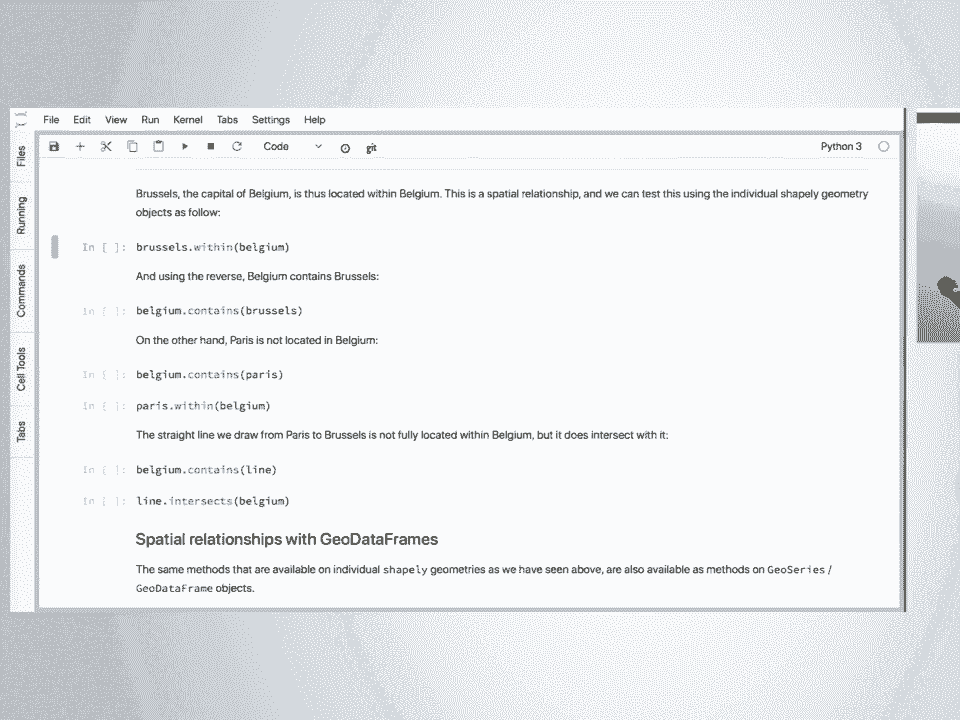 File Edit View Run Kernel Tabs Settings Help
Code git Python 3
Files
Running
Commands
Cell Tools
Tabs
Brussels, the capital of Belgium, is thus located within Belgium. This is a spatial relationship, and we can test this using the individual shapely geometry
objects as follow:
In [ ]: brussels.within(belgium)
And using the reverse, Belgium contains Brussels:
In [ ]: belgium.contains(brussels)
On the other hand, Paris is not located in Belgium:
In [ ]: belgium.contains(paris)
In [ ]: paris.within(belgium)
The straight line we draw from Paris to Brussels is not fully located within Belgium, but it does intersect with it:
In [ ]: belgium.contains(line)
In [ ]: line.intersects(belgium)
Spatial relationships with GeoDataFrames
The same methods that are available on individual shapely geometries as we have seen above, are also available as methods on GeoSeries /
GeoDataFrame objects.